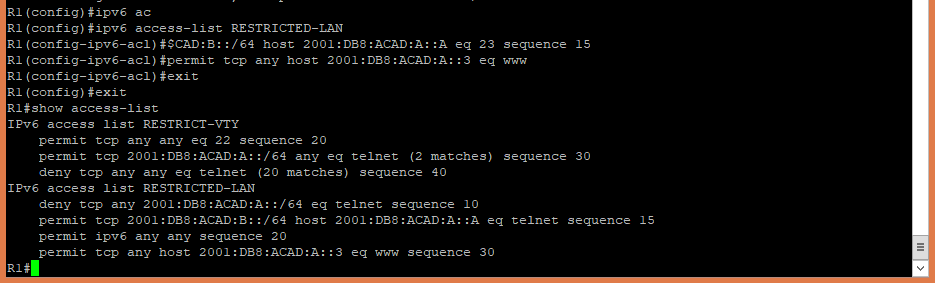 R1(config)#ipv6 ac
R1(config)#ipv6 access-list RESTRICTED-LAN
R1(config-ipv6-acl)#$CAD:B::/64 host 2001:DB8:ACAD:A::A eq 23 sequence 15
R1(config-ipv6-acl)#permit tcp any host 2001:DB8:ACAD:A::3 eq www
R1(config-ipv6-acl)#exit
R1(config)#exit
R1#show access-list
IPv6 access list RESTRICT-VTY
    permit tcp any any eq 22 sequence 20
    permit tcp 2001:DB8:ACAD:A::/64 any eq telnet (2 matches) sequence 30
    deny tcp any any eq telnet (20 matches) sequence 40
IPv6 access list RESTRICTED-LAN
    deny tcp any 2001:DB8:ACAD:A::/64 eq telnet sequence 10
    permit tcp 2001:DB8:ACAD:B::/64 host 2001:DB8:ACAD:A::A eq telnet sequence 15
    permit ipv6 any any sequence 20
    permit tcp any host 2001:DB8:ACAD:A::3 eq www sequence 30
R1#